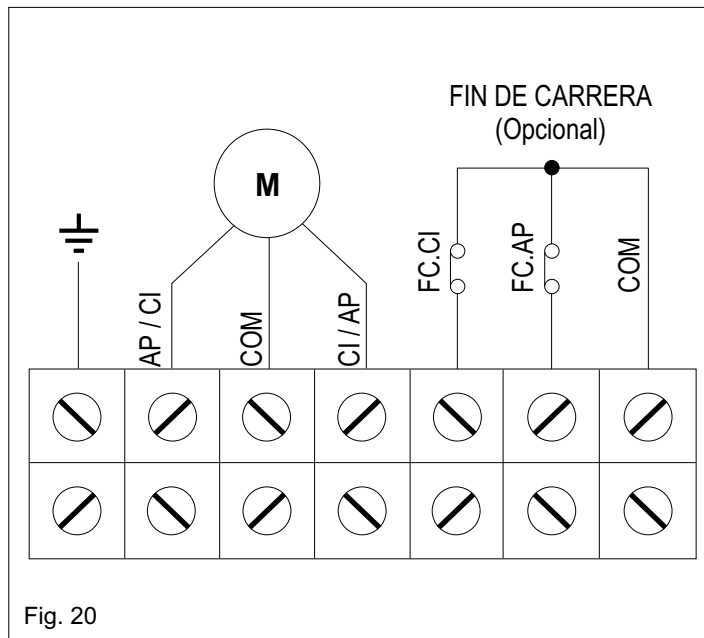 FIN DE CARRERA
(Opcional)
M
AP / CI
COM
CI / AP
FC.CI
FC.AP
COM
Fig. 20